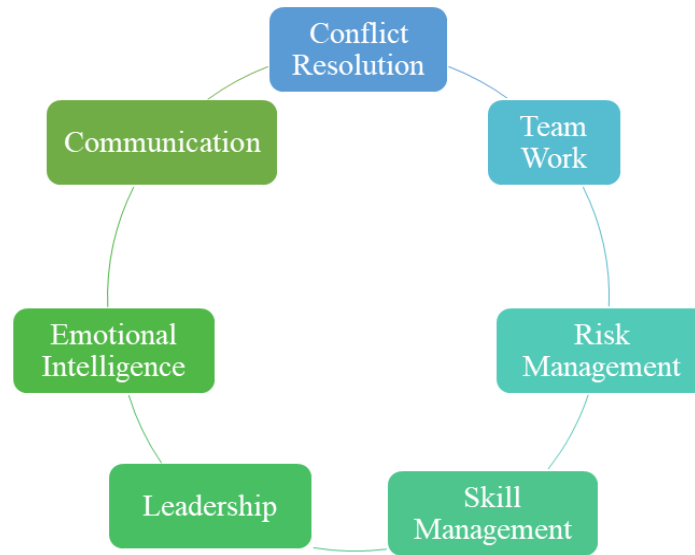 Conflict
Resolution
Team
Work
Risk
Management
Skill
Management
Leadership
Emotional
Intelligence
Communication